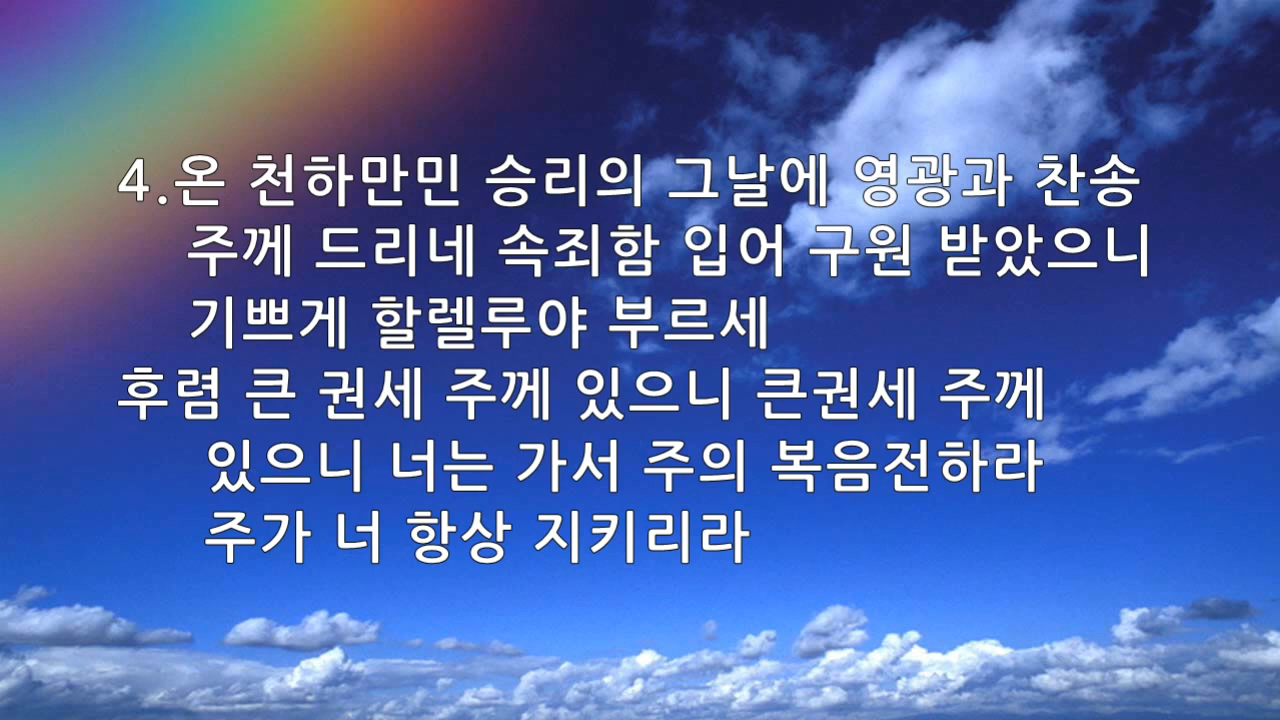 4.온 천하만민 승리의 그날에 영광과 찬송
주께 드리네 속죄함 입어 구원 받았으니
기쁘게 할렐루야 부르세
후렴 큰 권세 주께 있으니 큰권세 주께
있으니 너는 가서 주의 복음전하라
주가 너 항상 지키리라